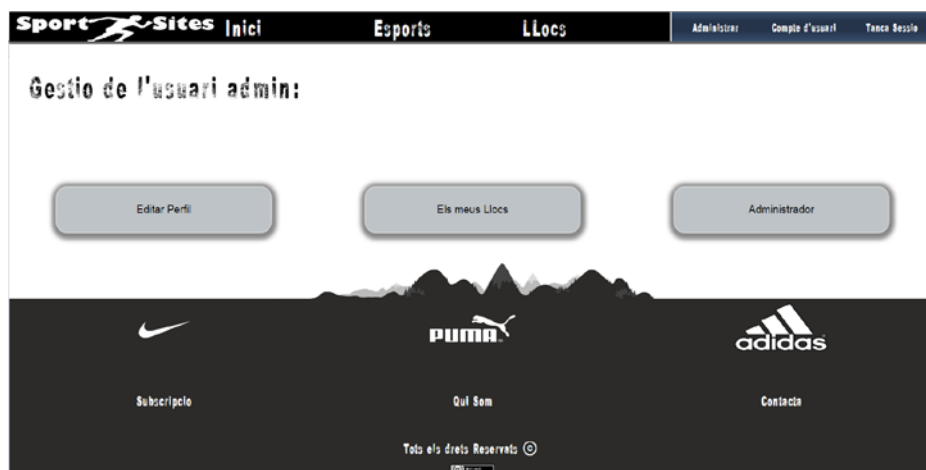 Sport Sites Inici Esports LLocs Administrar Compte d'usuari Tanca Sessio
Gestio de l'usuari admin:
Editar Perfil Els meus Llocs Administrador
PUMA adidas
Subscripcio Qui Som Contacta
Tots els drets Reservats ©